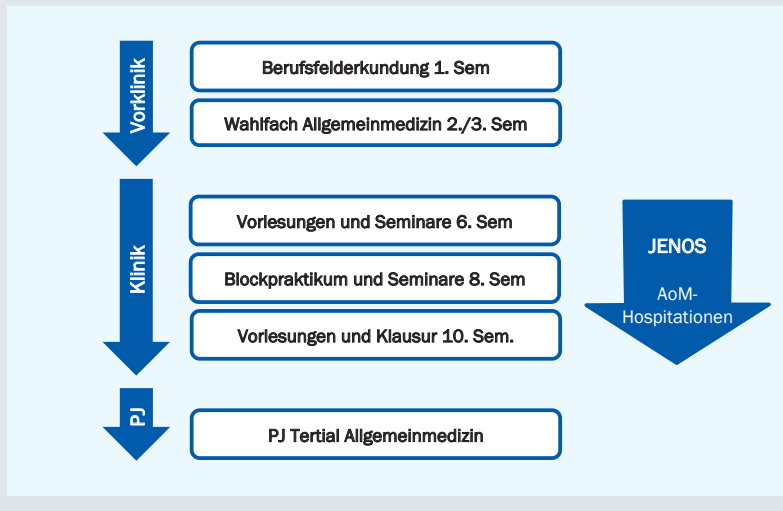 Vorklinik
Berufsfelderkundung 1. Sem
Wahlfach Allgemeinmedizin 2./3. Sem
Klinik
Vorlesungen und Seminare 6. Sem
Blockpraktikum und Seminare 8. Sem
Vorlesungen und Klausur 10. Sem.
JENOS
AoM-
Hospitationen
PJ
PJ Tertial Allgemeinmedizin